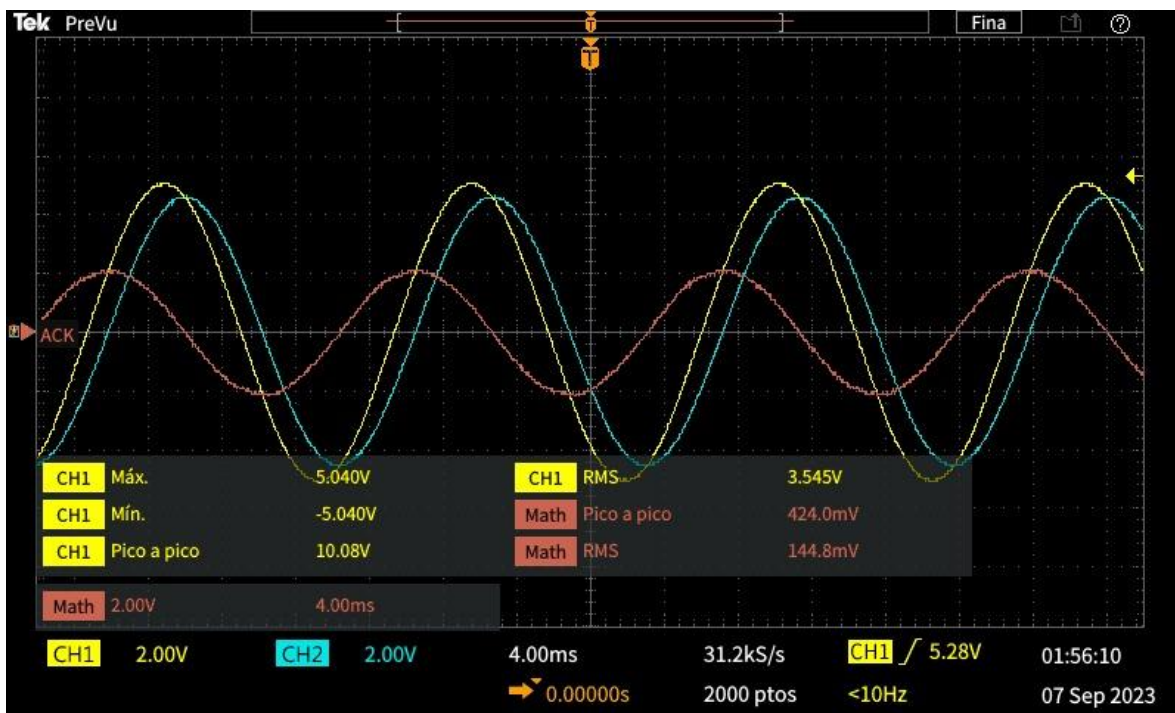 Tek PreVu Fina
T
T
ACK
CH1 Máx. 5.040V CH1 RMS 3.545V
CH1 Mín. -5.040V Math Pico a pico 424.0mV
CH1 Pico a pico 10.08V Math RMS 144.8mV
Math 2.00V 4.00ms
CH1 2.00V CH2 2.00V 4.00ms 31.2kS/s CH1 5.28V 01:56:10
0.00000s 2000 ptos <10Hz 07 Sep 2023